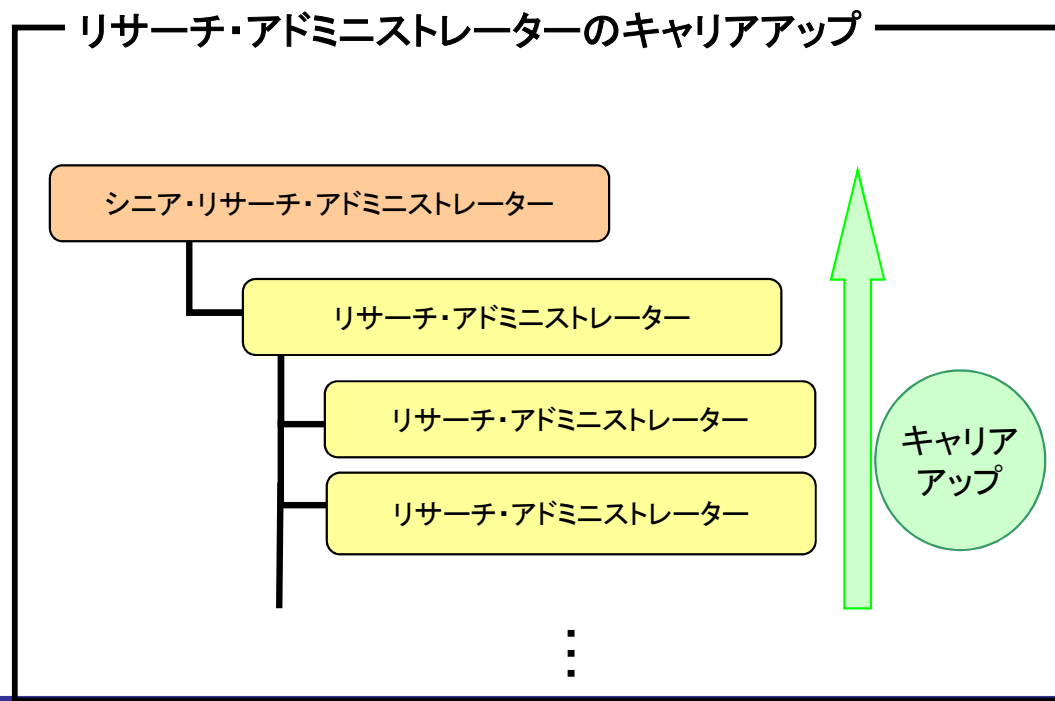 リサーチ・アドミニストレーターのキャリアアップ
シニア・リサーチ・アドミニストレーター
リサーチ・アドミニストレーター
リサーチ・アドミニストレーター
リサーチ・アドミニストレーター
キャリア
アップ